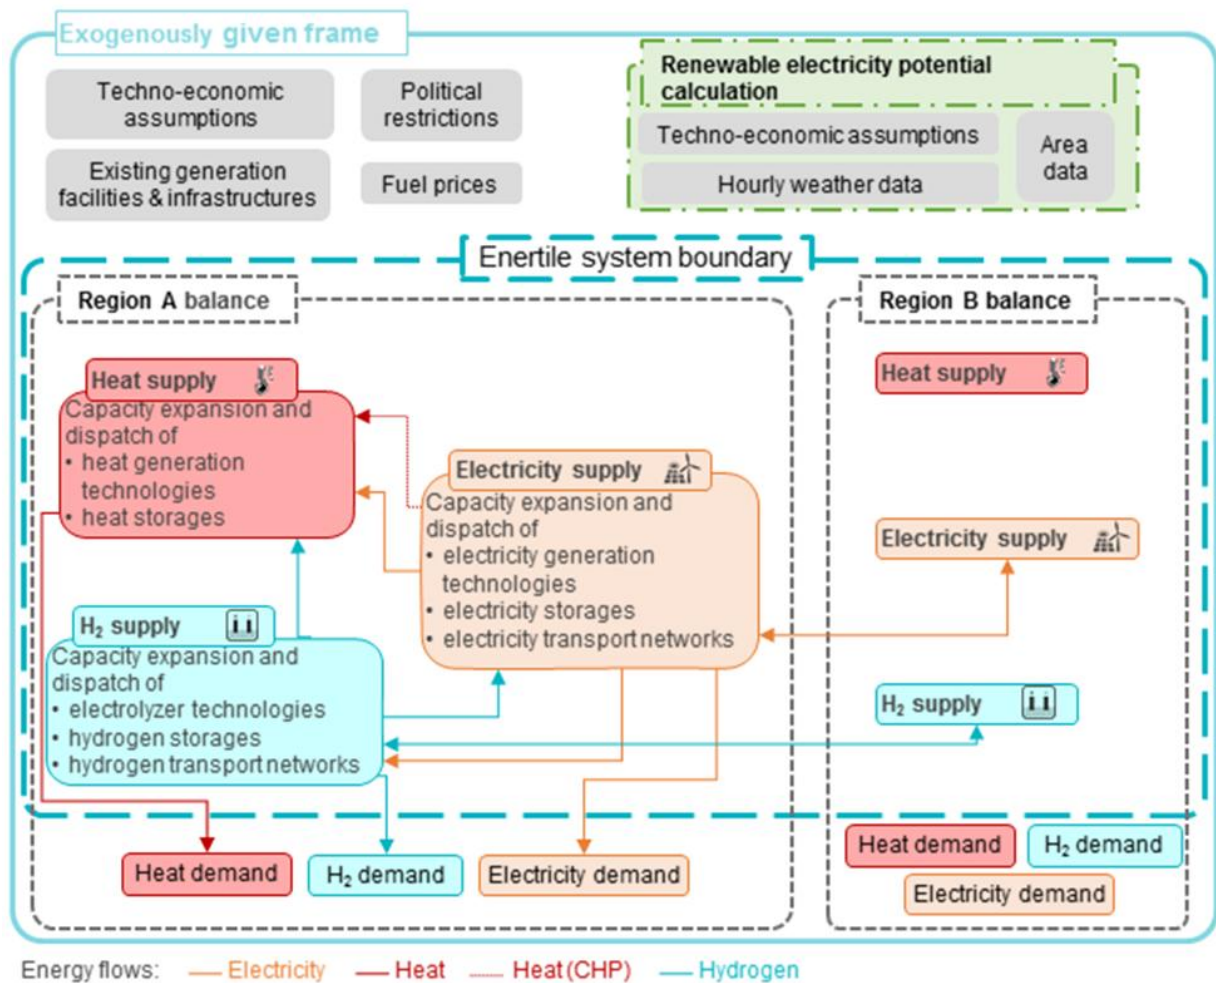 Exogenously given frame
Techno-economic
assumptions
Political
restrictions
Existing generation
facilities & infrastructures
Fuel prices
Renewable electricity potential
calculation
Techno-economic assumptions
Hourly weather data
Area
data
Enertile system boundary
Region A balance
Region B balance
Heat supply
Capacity expansion and
dispatch of
• heat generation
technologies
• heat storages
Electricity supply
Capacity expansion and
dispatch of
• electricity generation
technologies
• electricity storages
• electricity transport networks
H₂ supply
Capacity expansion and
dispatch of
• electrolyzer technologies
• hydrogen storages
• hydrogen transport networks
Heat supply
Electricity supply
H₂ supply
Heat demand
H₂ demand
Electricity demand
Heat demand
H₂ demand
Electricity demand
Energy flows: Electricity Heat Heat (CHP) Hydrogen